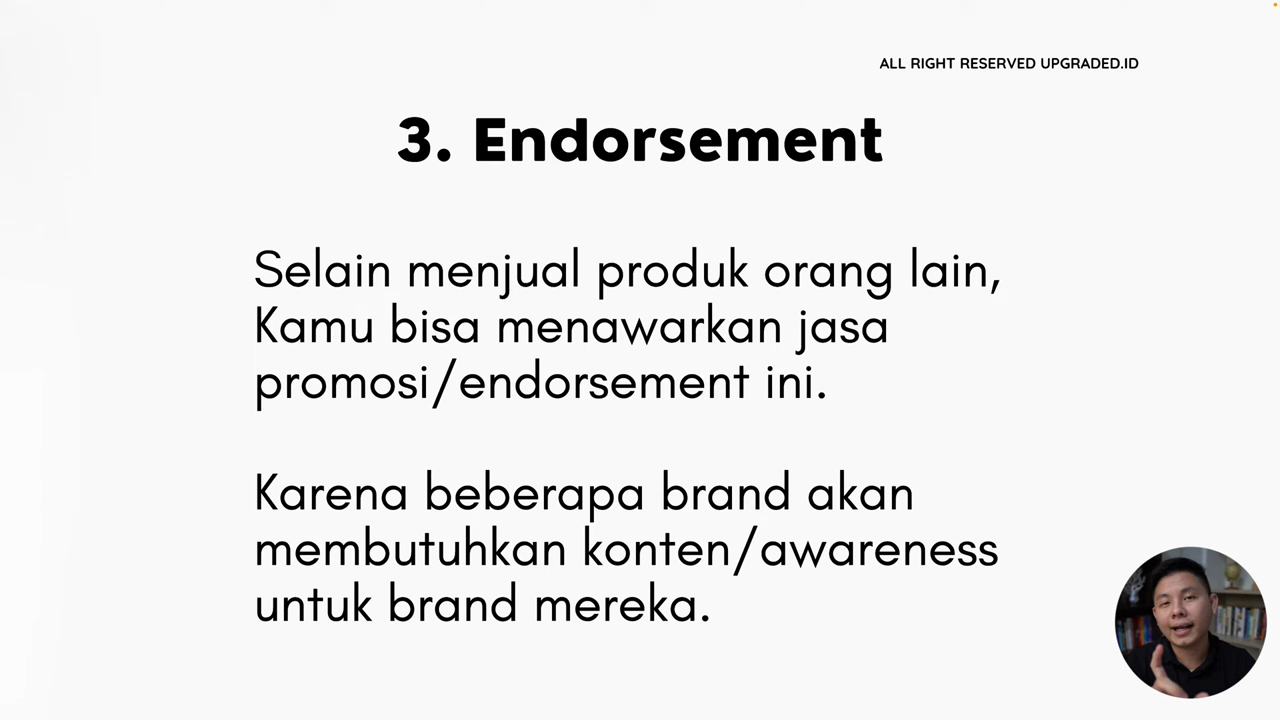 ALL RIGHT RESERVED UPGRADED.ID
3. Endorsement
Selain menjual produk orang lain,
Kamu bisa menawarkan jasa
promosi/endorsement ini.
Karena beberapa brand akan
membutuhkan konten/awareness
untuk brand mereka.